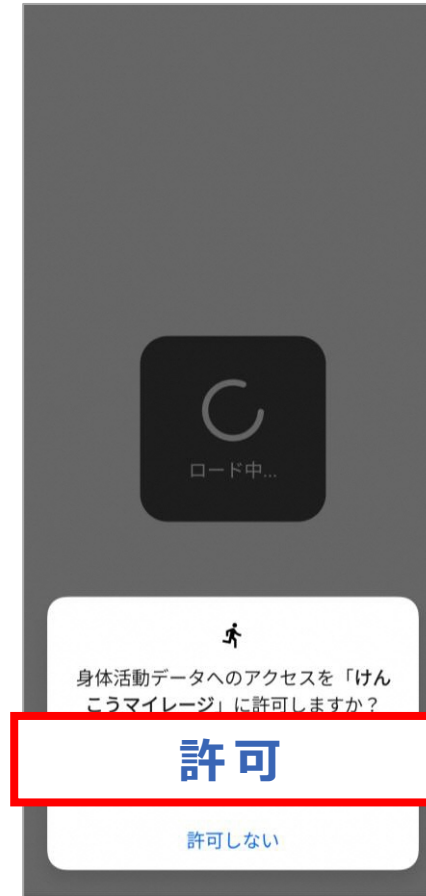 ロード中...
身体活動データへのアクセスを「けん
こうマイレージ」に許可しますか？
許可
許可しない